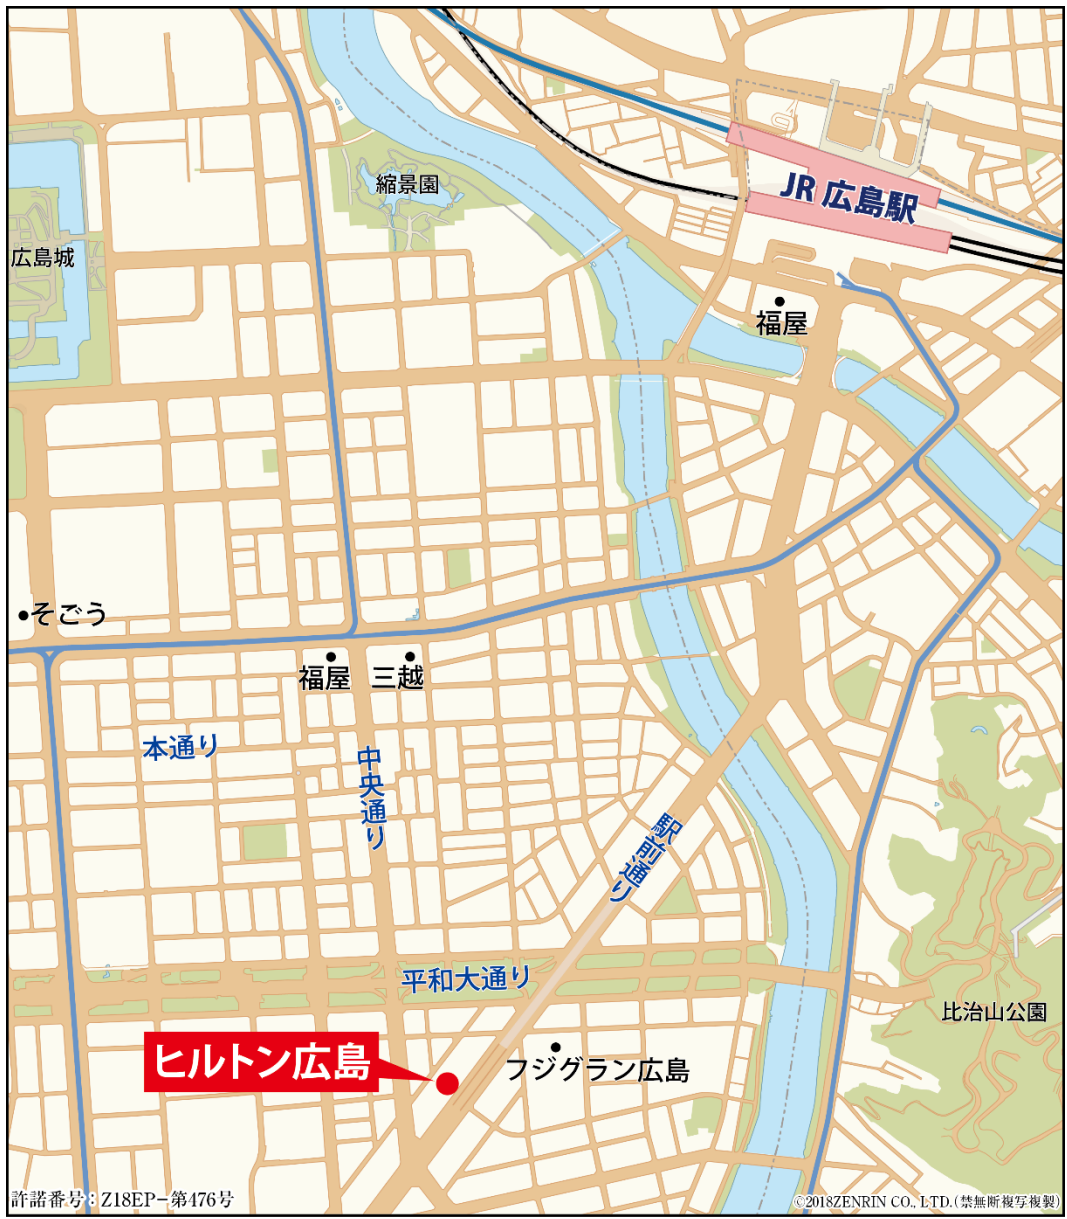 縮景園
JR 広島駅
広島城
福屋
そごう
福屋
三越
本通り
中央通り
駅前通り
平和大通り
比治山公園
ヒルトン広島
フジグラン広島
許諾番号：Z18EP−第476号
©2018ZENRIN CO., LTD.(禁無断複写複製)